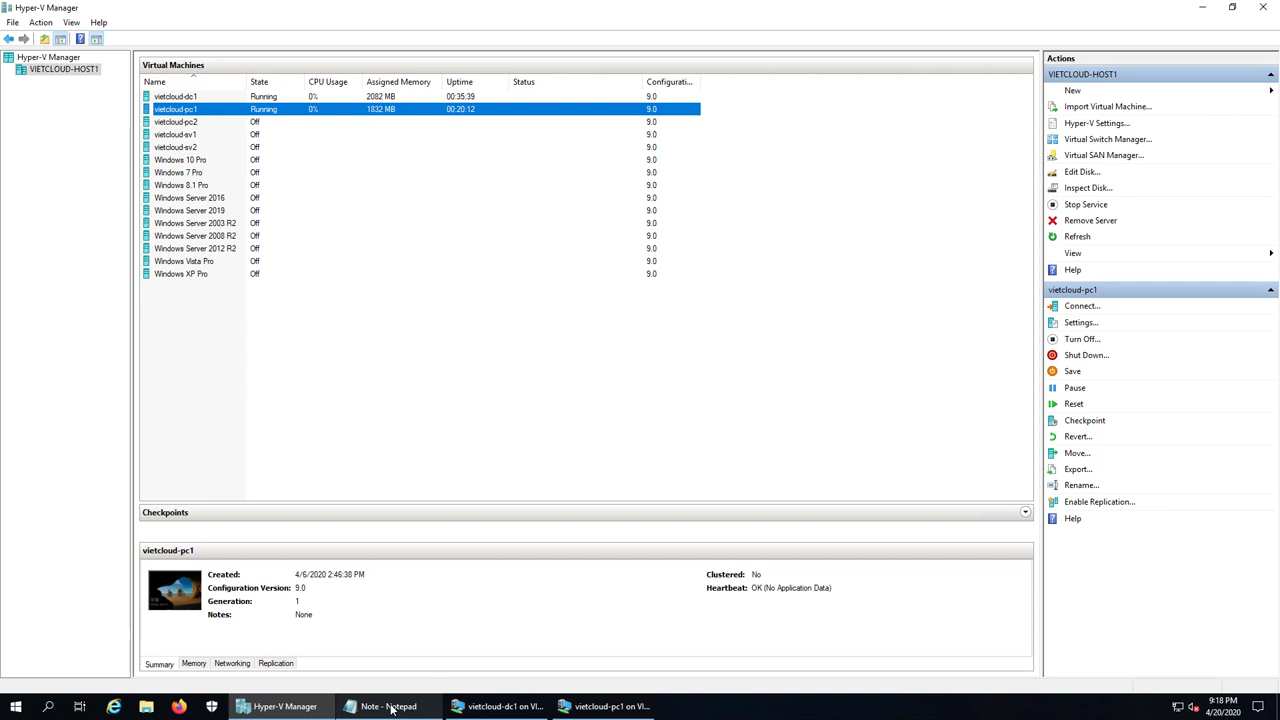 Hyper-V Manager
File Action View Help
Hyper-V Manager
VIETCLOUD-HOST1
Virtual Machines
Name State CPU Usage Assigned Memory Uptime Status Configurati...
vietcloud-dc1 Running 0% 2082 MB 00:35:39 9.0
vietcloud-pc1 Running 0% 1832 MB 00:20:12 9.0
vietcloud-pc2 Off 9.0
vietcloud-sv1 Off 9.0
vietcloud-sv2 Off 9.0
Windows 10 Pro Off 9.0
Windows 7 Pro Off 9.0
Windows 8.1 Pro Off 9.0
Windows Server 2016 Off 9.0
Windows Server 2019 Off 9.0
Windows Server 2003 R2 Off 9.0
Windows Server 2008 R2 Off 9.0
Windows Server 2012 R2 Off 9.0
Windows Vista Pro Off 9.0
Windows XP Pro Off 9.0
Checkpoints
vietcloud-pc1
Created: 4/6/2020 2:46:38 PM Clustered: No
Configuration Version: 9.0 Heartbeat: OK (No Application Data)
Generation: 1
Notes: None
Summary Memory Networking Replication
Actions
VIETCLOUD-HOST1
New
Import Virtual Machine...
Hyper-V Settings...
Virtual Switch Manager...
Virtual SAN Manager...
Edit Disk...
Inspect Disk...
Stop Service
Remove Server
Refresh
View
Help
vietcloud-pc1
Connect...
Settings...
Turn Off...
Shut Down...
Save
Pause
Reset
Checkpoint
Revert...
Move...
Export...
Rename...
Enable Replication...
Help
Hyper-V Manager Note - Notepad vietcloud-dc1 on VI... vietcloud-pc1 on VI... 9:18 PM
4/20/2020